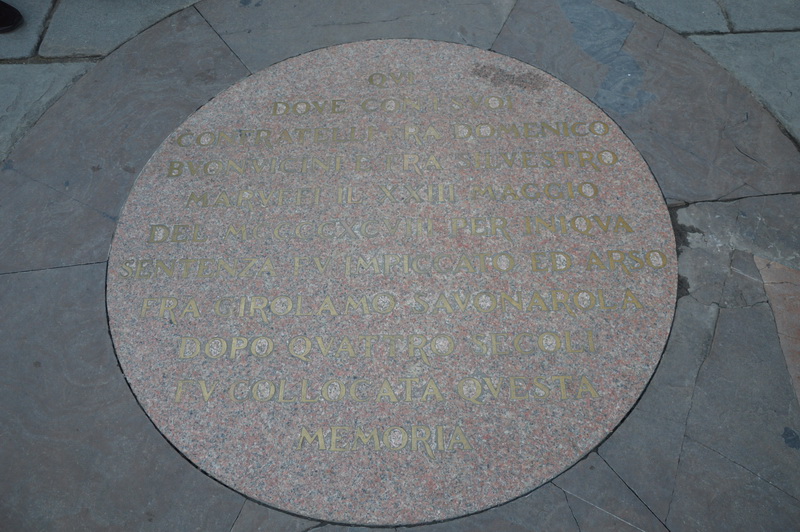 QVI
DOVE CON I SVOI
CONFRATELLI FRA DOMENICO
BVONVICINI E FRA SILVESTRO
MARVFFI IL XXIII MAGGIO
DEL MCCCCXCVIII PER INIQVA
SENTENZA FV IMPICCATO ED ARSO
FRA GIROLAMO SAVONAROLA
DOPO QVATTRO SECOLI
FV COLLOCATA QVESTA
MEMORIA